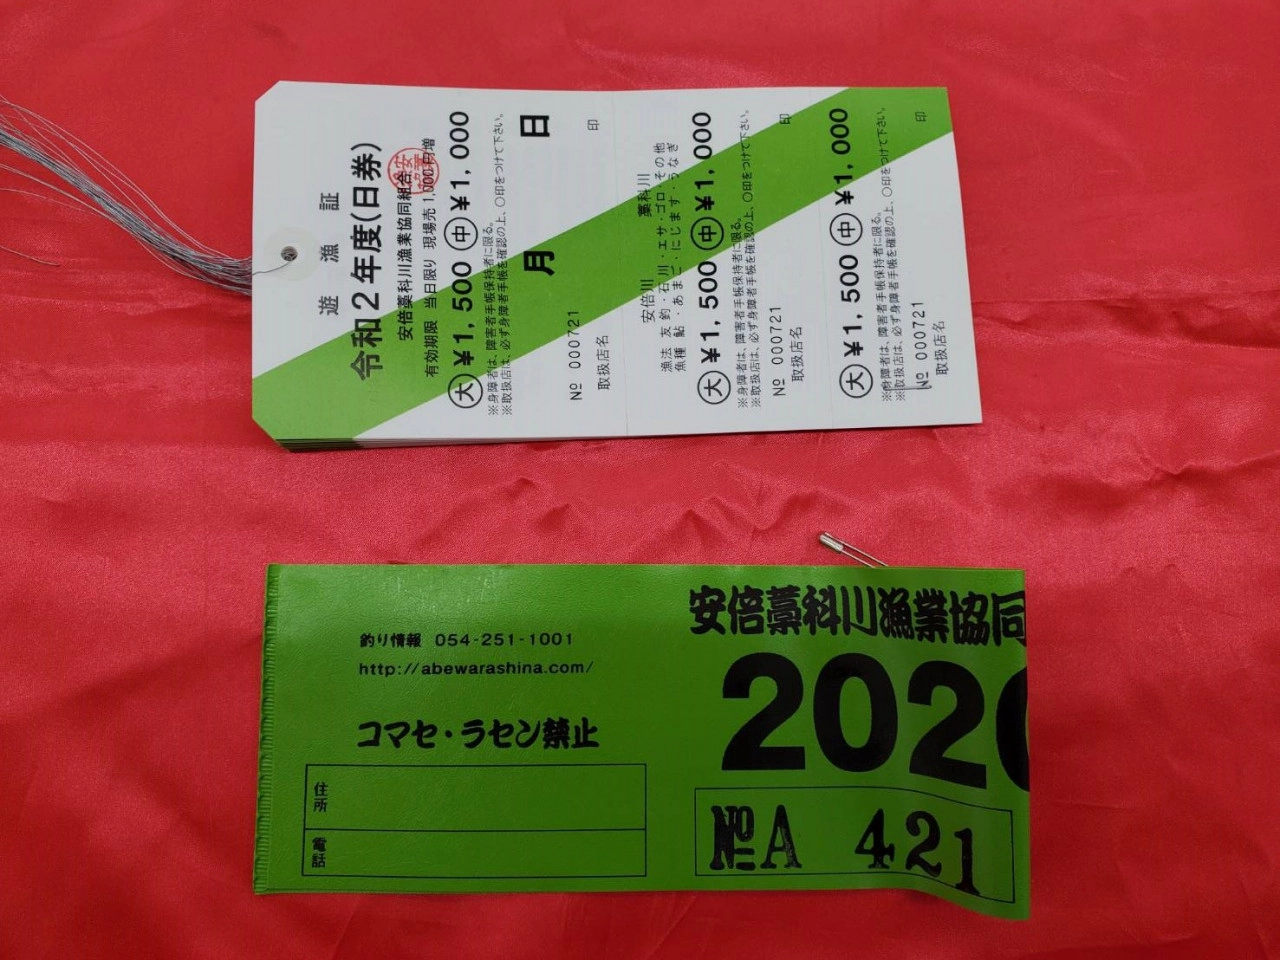 遊漁証
令和2年度(日券)
安倍藁科川漁業協同組合
有効期限 当日限り 現場売 1,000円増
大 ¥1,500 中 ¥1,000
※身障者は、障害者手帳保持者に限る。
※取扱店は、必ず身障者手帳を確認の上、○印をつけて下さい。
月 日
№ 000721
取扱店名 印
安倍川 藁科川
漁法 友釣・石川・エサ・ゴロ・その他
魚種 鮎・あまご・にじます・うなぎ
大 ¥1,500 中 ¥1,000
※身障者は、障害者手帳保持者に限る。
※取扱店は、必ず身障者手帳を確認の上、○印をつけて下さい。
№ 000721
取扱店名 印
大 ¥1,500 中 ¥1,000
※身障者は、障害者手帳保持者に限る。
※取扱店は、必ず身障者手帳を確認の上、○印をつけて下さい。
№ 000721
取扱店名 印
釣り情報 054-251-1001
http://abewarashina.com/
コマセ・ラセン禁止
住所
電話
安倍藁科川漁業協同
2020
№A 421